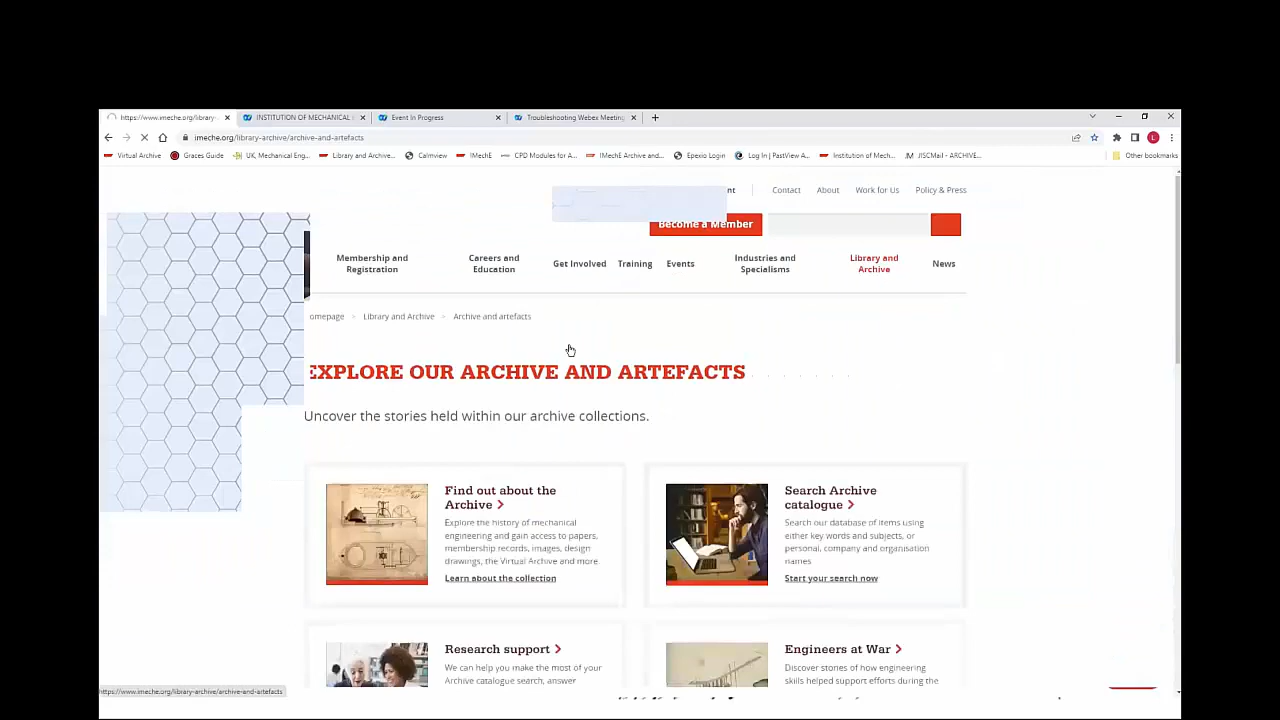 https://www.imeche.org/library-
INSTITUTION OF MECHANICAL
Event In Progress
Troubleshooting Webex Meeting
imeche.org/library-archive/archive-and-artefacts
Virtual Archive
Graces Guide
UK, Mechanical Eng...
Library and Archive...
Calmview
IMechE
CPD Modules for A...
IMechE Archive and...
Epexio Login
Log In | PastView A...
Institution of Mech...
JISCMail - ARCHIVE...
Other bookmarks
nt
Contact
About
Work for Us
Policy & Press
Become a Member
Membership and
Registration
Careers and
Education
Get Involved
Training
Events
Industries and
Specialisms
Library and
Archive
News
omepage > Library and Archive > Archive and artefacts
EXPLORE OUR ARCHIVE AND ARTEFACTS
Uncover the stories held within our archive collections.
Find out about the
Archive >
Explore the history of mechanical
engineering and gain access to papers,
membership records, images, design
drawings, the Virtual Archive and more.
Learn about the collection
Search Archive
catalogue >
Search our database of items using
either key words and subjects, or
personal, company and organisation
names
Start your search now
Research support >
We can help you make the most of your
Archive catalogue search, answer
Engineers at War >
Discover stories of how engineering
skills helped support efforts during the
https://www.imeche.org/library-archive/archive-and-artefacts